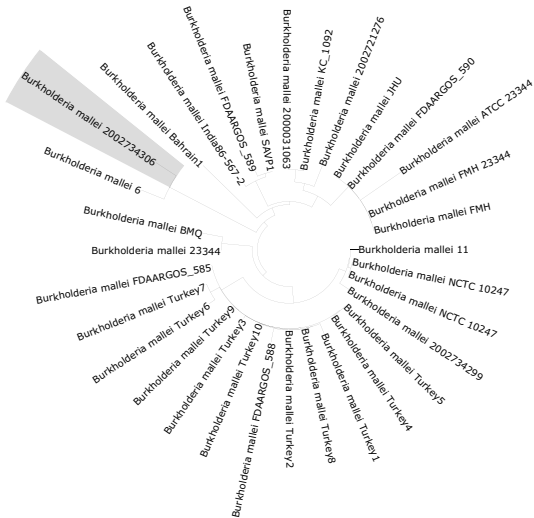 Burkholderia mallei 2000031063
Burkholderia mallei KC_1092
Burkholderia mallei 2002721276
Burkholderia mallei JHU
Burkholderia mallei FDAARGOS_590
Burkholderia mallei ATCC 23344
Burkholderia mallei FMH 23344
Burkholderia mallei FMH
Burkholderia mallei 11
Burkholderia mallei NCTC 10247
Burkholderia mallei NCTC 10247
Burkholderia mallei 2002734299
Burkholderia mallei Turkey5
Burkholderia mallei Turkey4
Burkholderia mallei Turkey1
Burkholderia mallei Turkey8
Burkholderia mallei Turkey2
Burkholderia mallei FDAARGOS_588
Burkholderia mallei Turkey10
Burkholderia mallei Turkey3
Burkholderia mallei Turkey9
Burkholderia mallei Turkey6
Burkholderia mallei Turkey7
Burkholderia mallei FDAARGOS_585
Burkholderia mallei 23344
Burkholderia mallei BMQ
Burkholderia mallei 6
Burkholderia mallei 2002734306
Burkholderia mallei Bahrain1
Burkholderia mallei India86-567-2
Burkholderia mallei FDAARGOS_589
Burkholderia mallei SAVP1